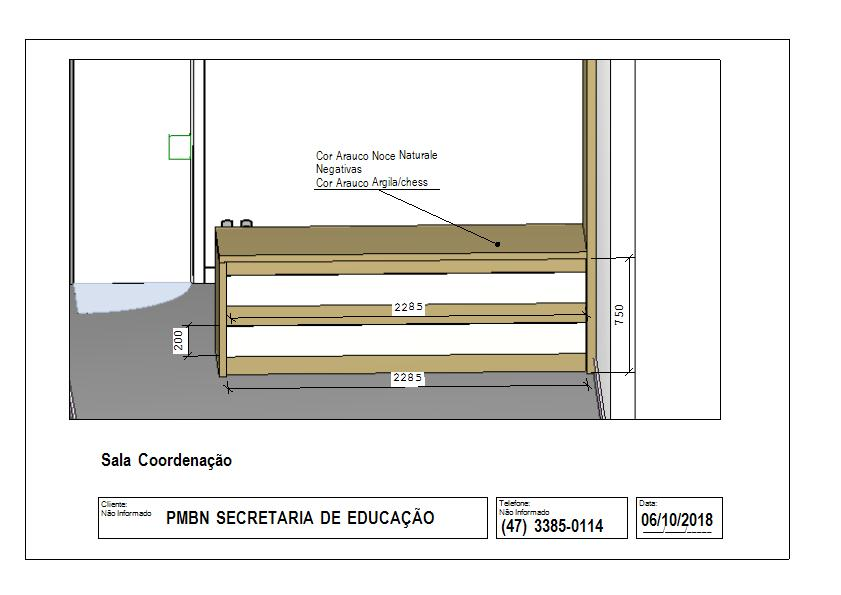 Cor Arauco Noce Naturale
Negativas
Cor Arauco Argila/chess
2285
750
200
2285
Sala Coordenação
Cliente:
Não Informado
PMBN SECRETARIA DE EDUCAÇÃO
Telefone:
Não Informado
(47) 3385-0114
Data:
06/10/2018